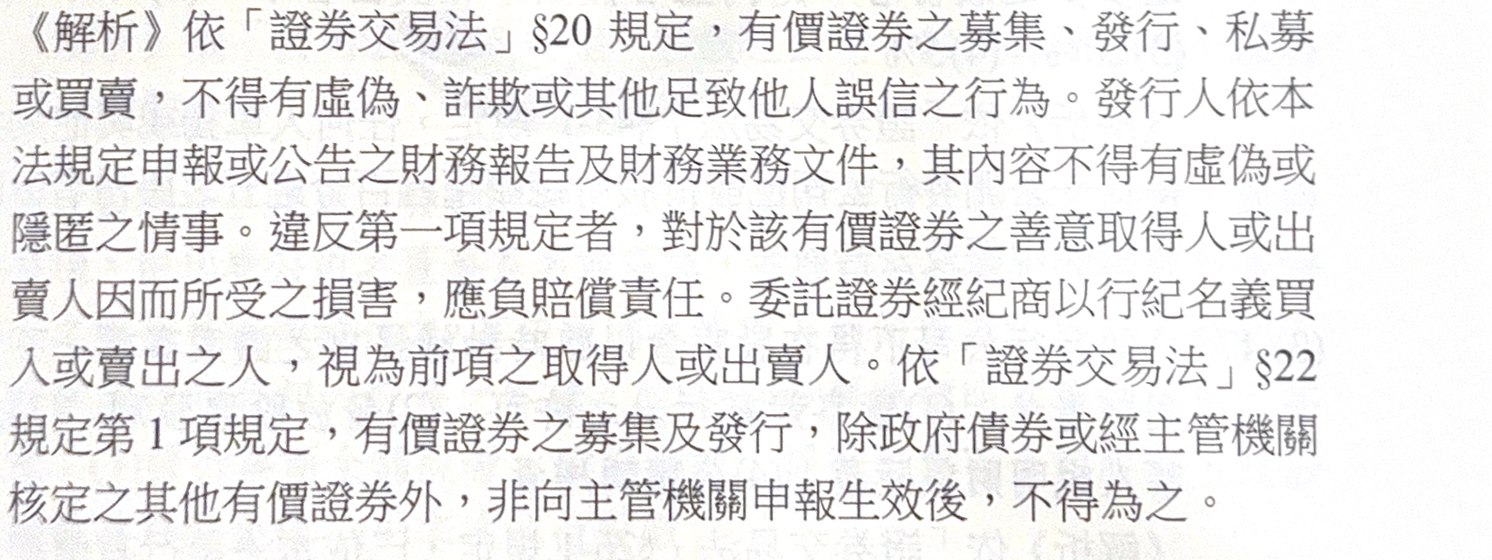 《解析》依「證券交易法」§20 規定，有價證券之募集、發行、私募
或買賣，不得有虛偽、詐欺或其他足致他人誤信之行為。發行人依本
法規定申報或公告之財務報告及財務業務文件，其內容不得有虛偽或
隱匿之情事。違反第一項規定者，對於該有價證券之善意取得人或出
賣人因而所受之損害，應負賠償責任。委託證券經紀商以行紀名義買
入或賣出之人，視為前項之取得人或出賣人。依「證券交易法」§22
規定第 1 項規定，有價證券之募集及發行，除政府債券或經主管機關
核定之其他有價證券外，非向主管機關申報生效後，不得為之。